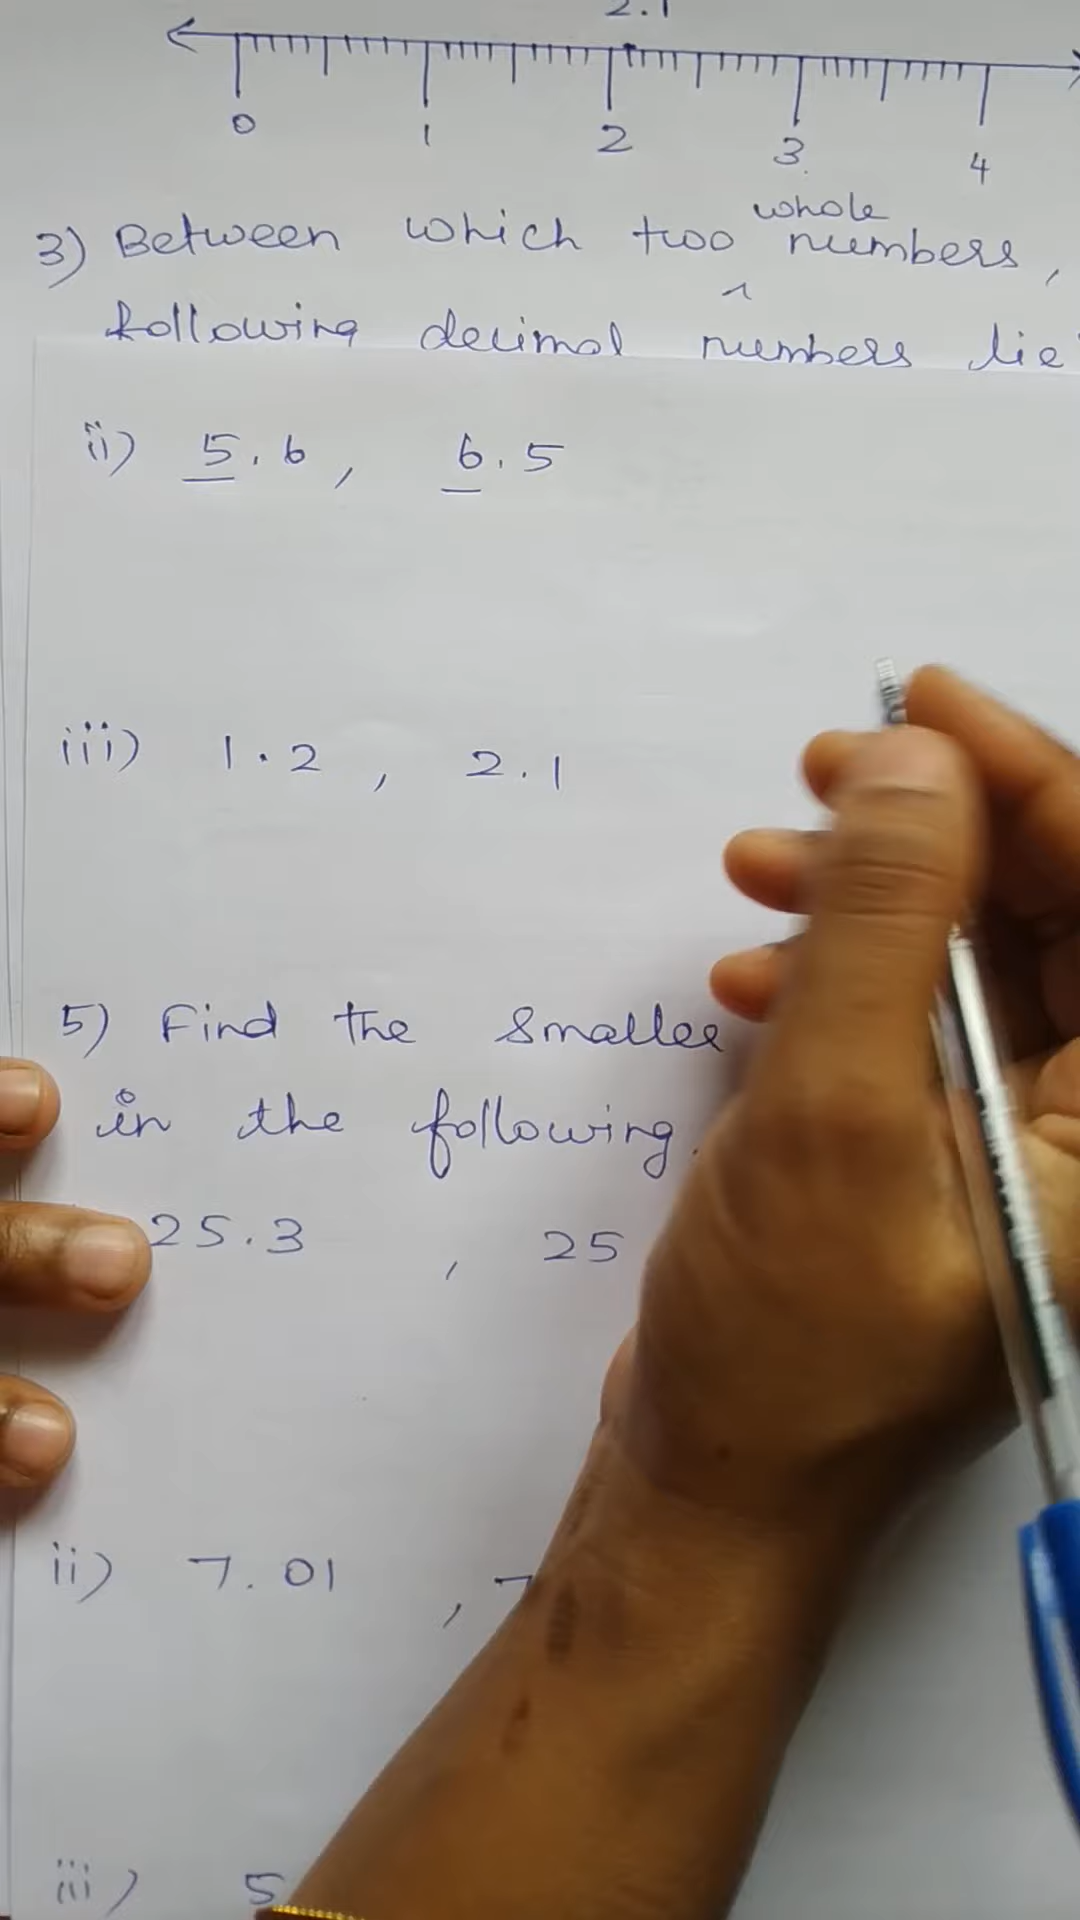 2.1
0 1 2 3 4
whole
3) Between which two ^ numbers,
following decimal numbers lie
ii) 5.6, 6.5
iii) 1.2, 2.1
5) Find the smaller
in the following.
25.3, 25
ii) 7.01, 7
iii) 5